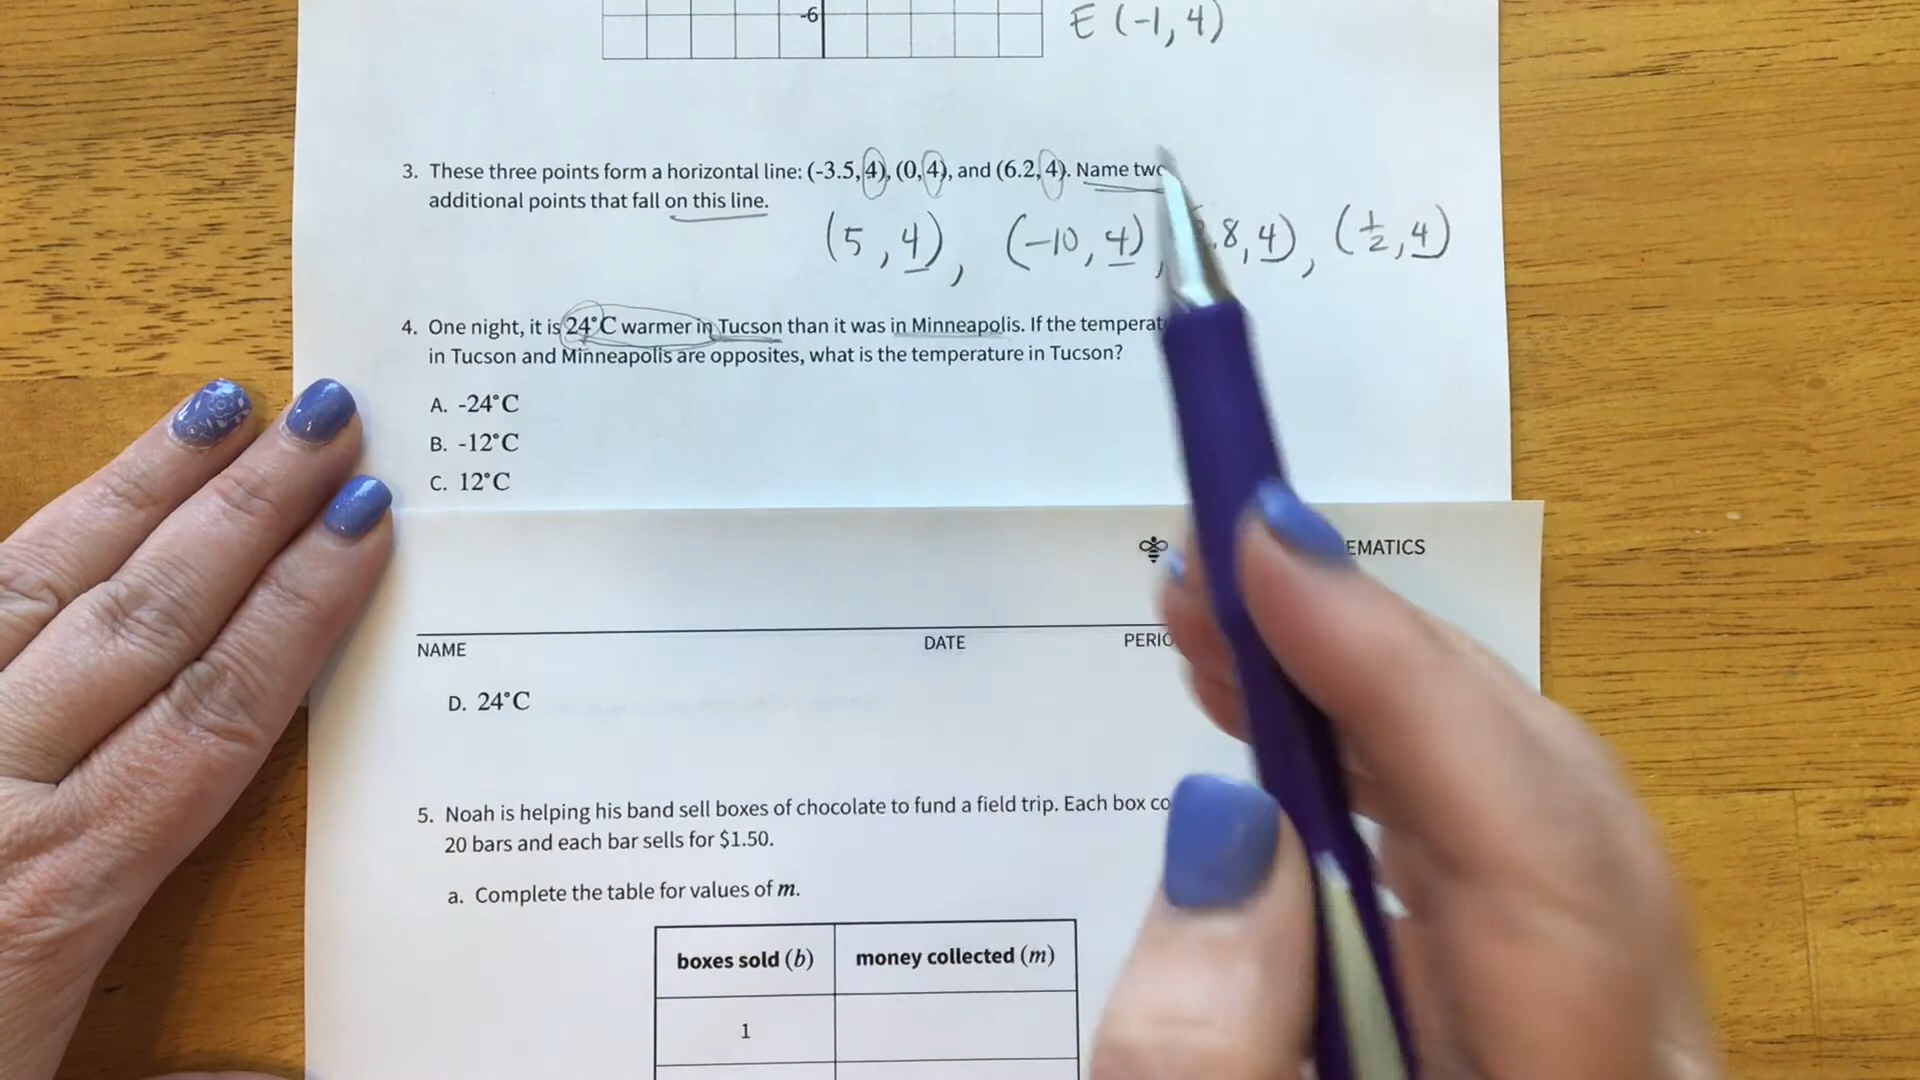 -6
E (-1, 4)
3. These three points form a horizontal line: (-3.5, 4), (0, 4), and (6.2, 4). Name two
additional points that fall on this line.
(5, 4), (-10, 4), .8, 4), (1/2, 4)
4. One night, it is 24°C warmer in Tucson than it was in Minneapolis. If the
in Tucson and Minneapolis are opposites, what is the temperature in Tucson?
A. -24°C
B. -12°C
C. 12°C
NAME DATE
D. 24°C
5. Noah is helping his band sell boxes of chocolate to fund a field trip. Each box
20 bars and each bar sells for $1.50.
a. Complete the table for values of m.
boxes sold (b) money collected (m)
1